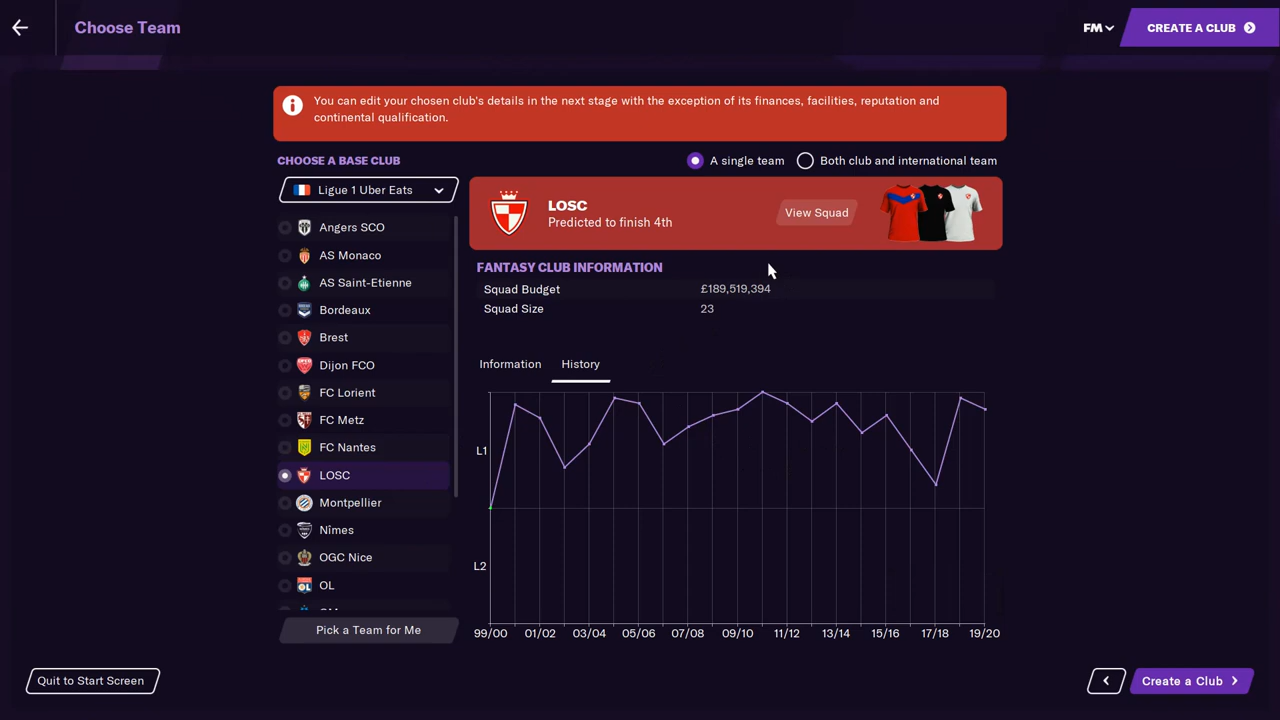 Choose Team
FM
CREATE A CLUB
You can edit your chosen club's details in the next stage with the exception of its finances, facilities, reputation and
continental qualification.
CHOOSE A BASE CLUB
A single team
Both club and international team
Ligue 1 Uber Eats
LOSC
Predicted to finish 4th
View Squad
Angers SCO
AS Monaco
AS Saint-Etienne
Bordeaux
Brest
Dijon FCO
FC Lorient
FC Metz
FC Nantes
LOSC
Montpellier
Nîmes
OGC Nice
OL
Pick a Team for Me
FANTASY CLUB INFORMATION
Squad Budget £189,519,394
Squad Size 23
Information History
L1
L2
99/00 01/02 03/04 05/06 07/08 09/10 11/12 13/14 15/16 17/18 19/20
Quit to Start Screen
Create a Club